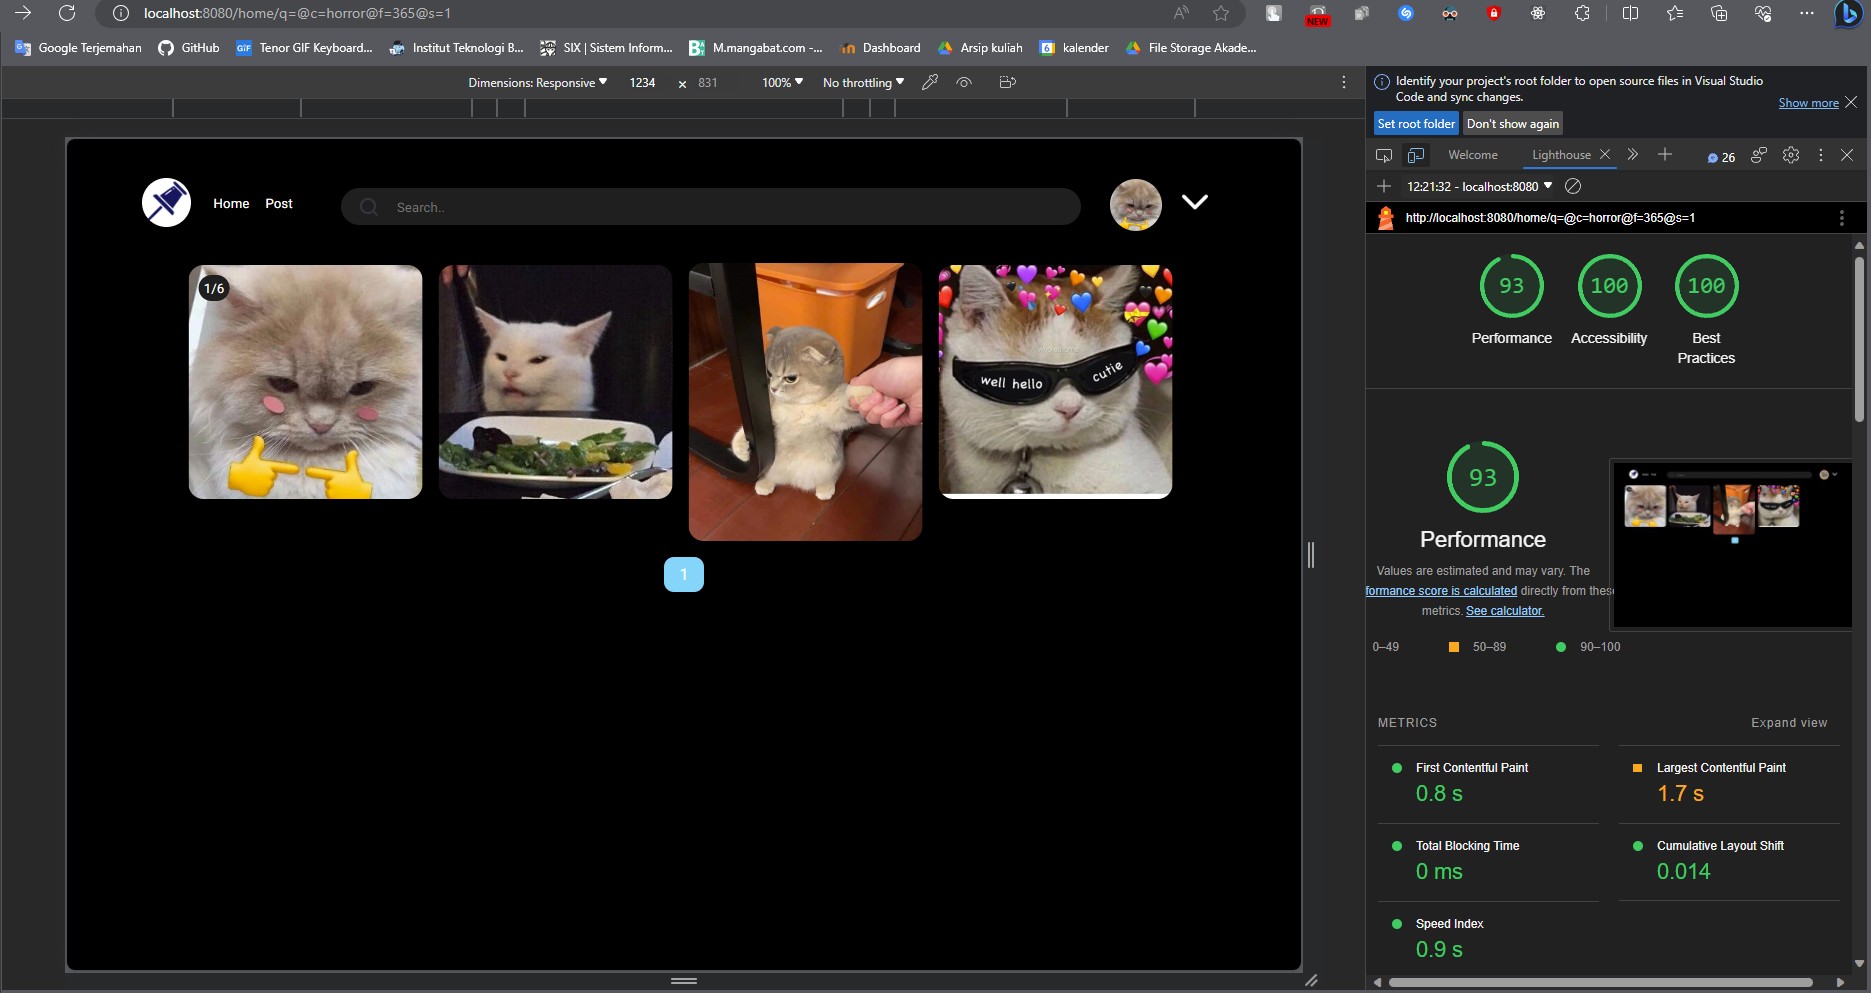 localhost:8080/home/q=@c=horror@f=365@s=1
NEW
Google Terjemahan
GitHub
GIF
Tenor GIF Keyboard...
Institut Teknologi B...
SIX | Sistem Inform...
M.mangabat.com -...
Dashboard
Arsip kuliah
6
kalender
File Storage Akade...
Dimensions: Responsive
1234
×
831
100%
No throttling
Identify your project's root folder to open source files in Visual Studio
Code and sync changes.
Show more
Set root folder
Don't show again
Welcome
Lighthouse
26
12:21:32 - localhost:8080
http://localhost:8080/home/q=@c=horror@f=365@s=1
Home
Post
Search..
1/6
well hello
cutie
1
93
100
100
Performance
Accessibility
Best
Practices
93
Performance
Values are estimated and may vary. The
formance score is calculated directly from these
metrics. See calculator.
0–49
50–89
90–100
METRICS
Expand view
First Contentful Paint
0.8 s
Largest Contentful Paint
1.7 s
Total Blocking Time
0 ms
Cumulative Layout Shift
0.014
Speed Index
0.9 s